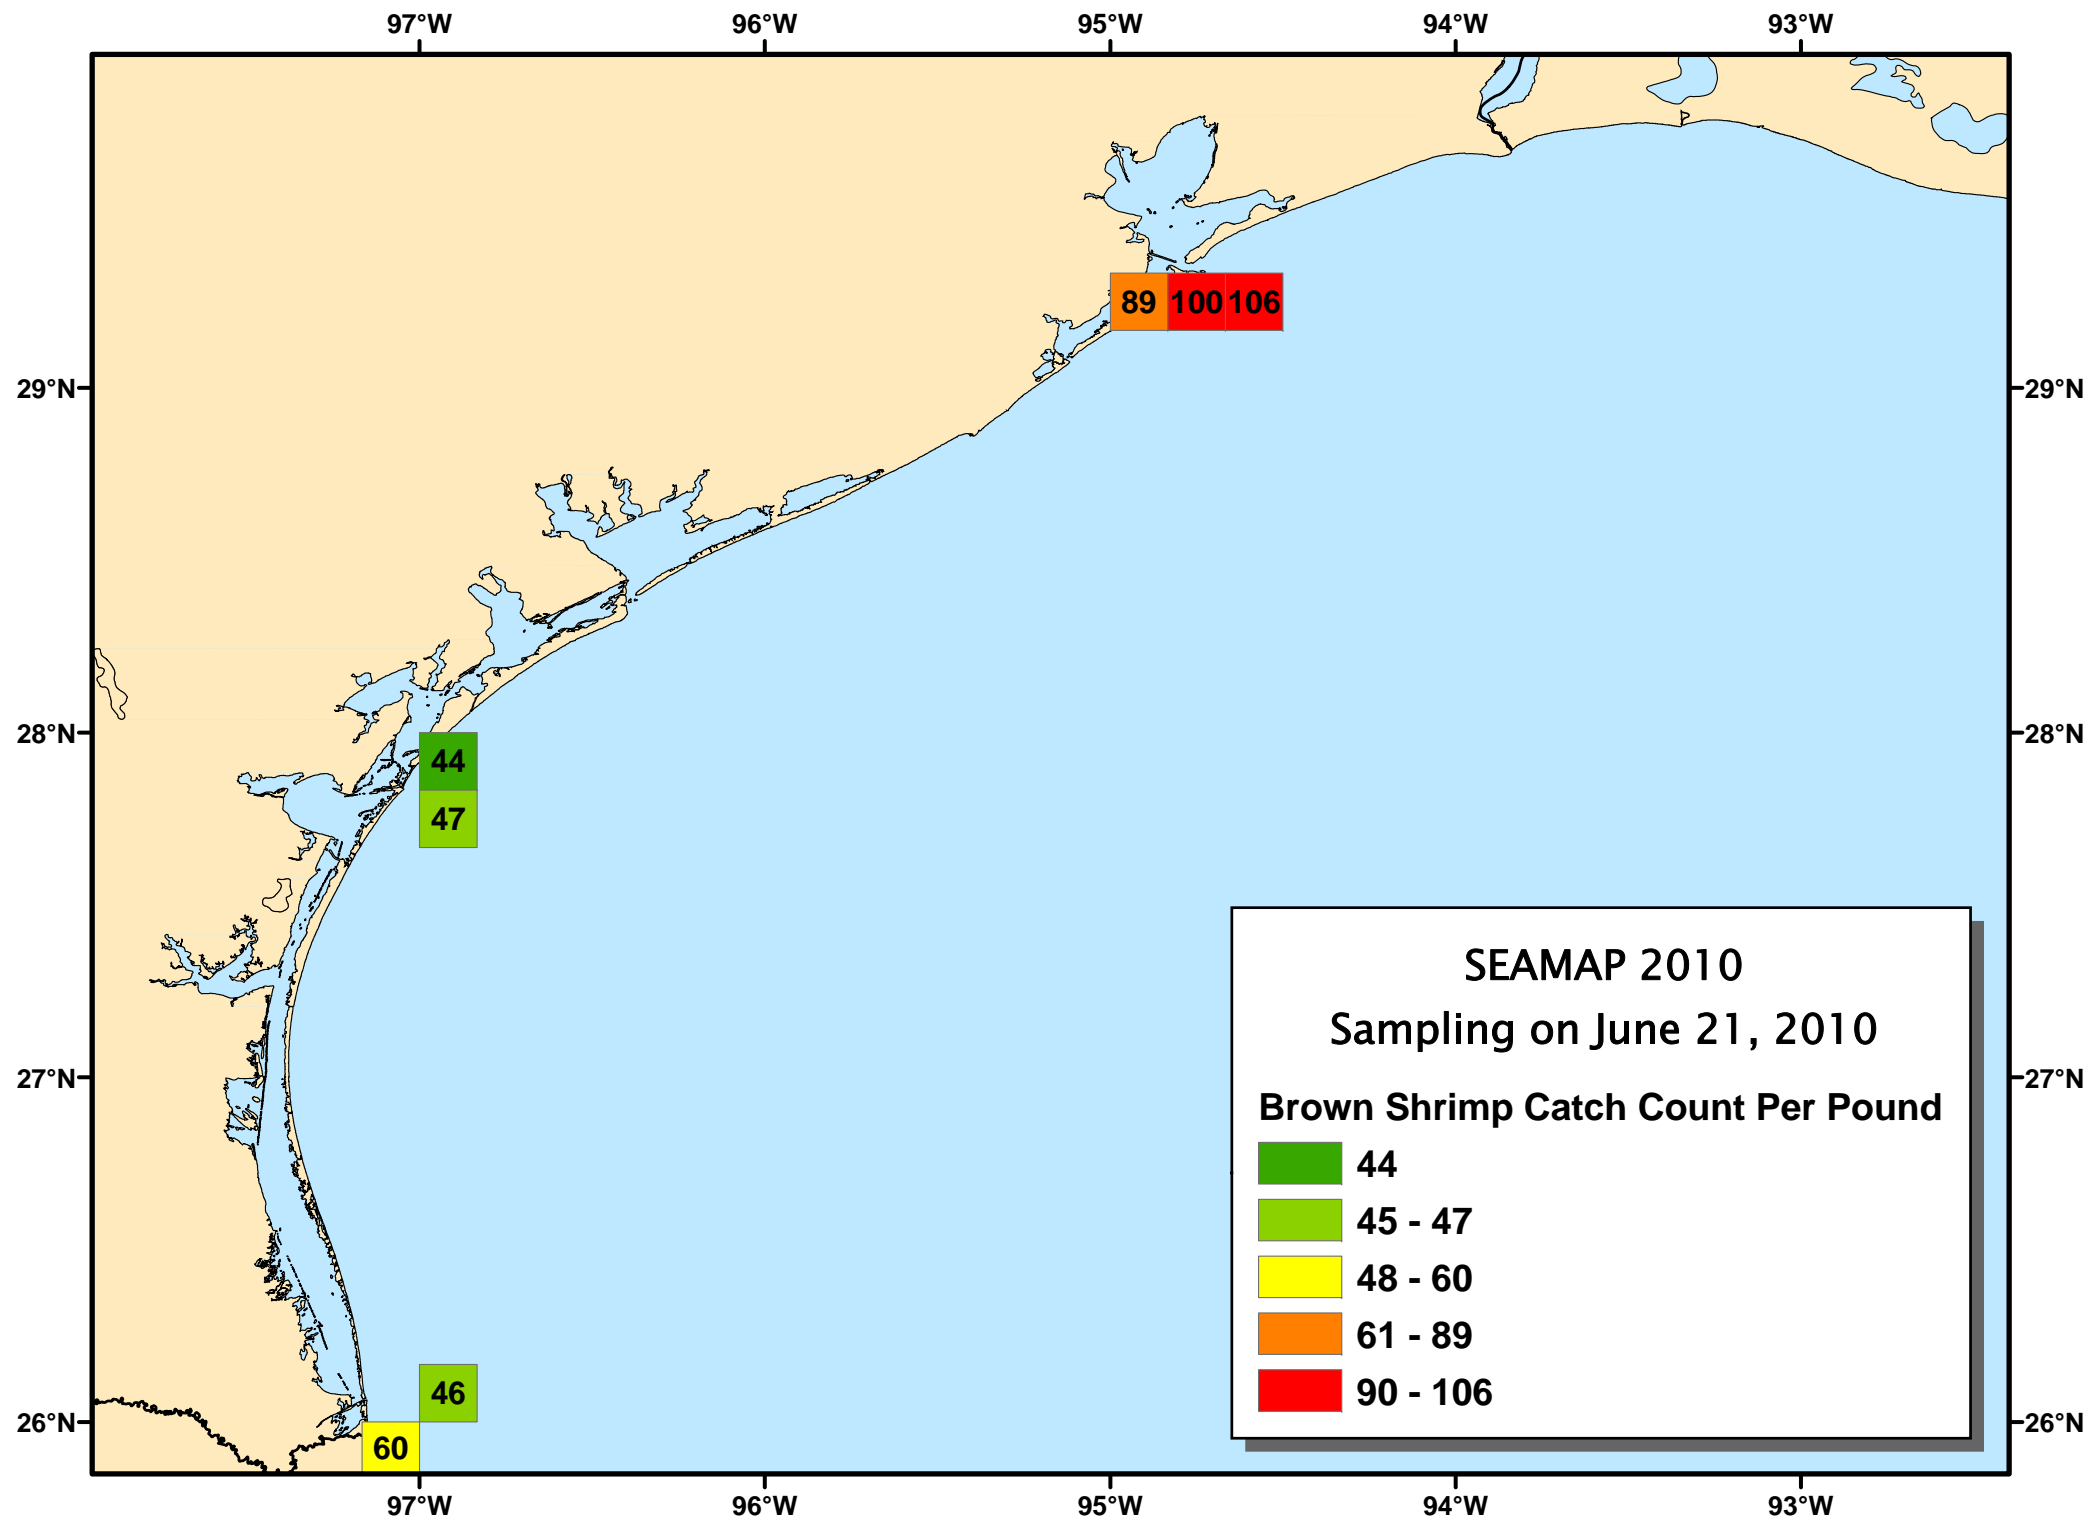 97°W 96°W 95°W 94°W 93°W
89 100 106
29°N 29°N
28°N 28°N
44
47
SEAMAP 2010
Sampling on June 21, 2010
27°N 27°N
Brown Shrimp Catch Count Per Pound
44
45 - 47
48 - 60
61 - 89
90 - 106
46
26°N 26°N
60
97°W 96°W 95°W 94°W 93°W